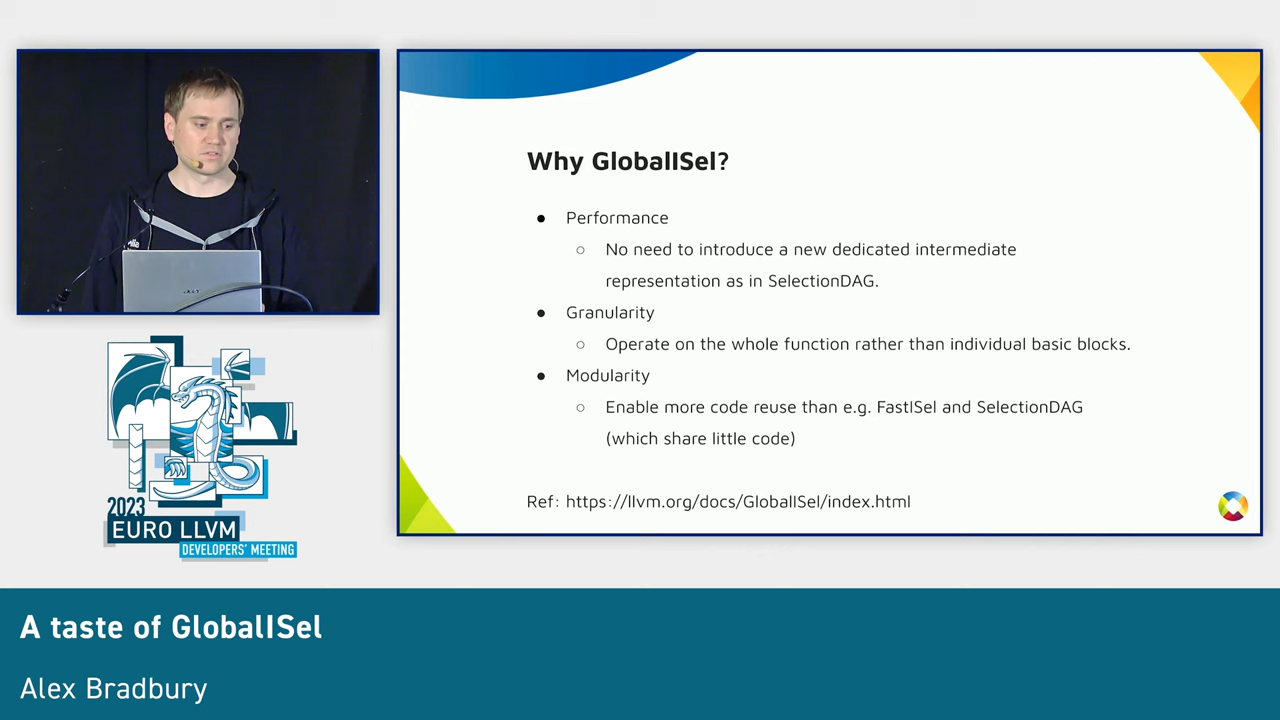 Why GlobalISel?
● Performance
○ No need to introduce a new dedicated intermediate
representation as in SelectionDAG.
● Granularity
○ Operate on the whole function rather than individual basic blocks.
● Modularity
○ Enable more code reuse than e.g. FastISel and SelectionDAG
(which share little code)
Ref: https://llvm.org/docs/GlobalISel/index.html
2023
EURO LLVM
DEVELOPERS' MEETING
A taste of GlobalISel
Alex Bradbury